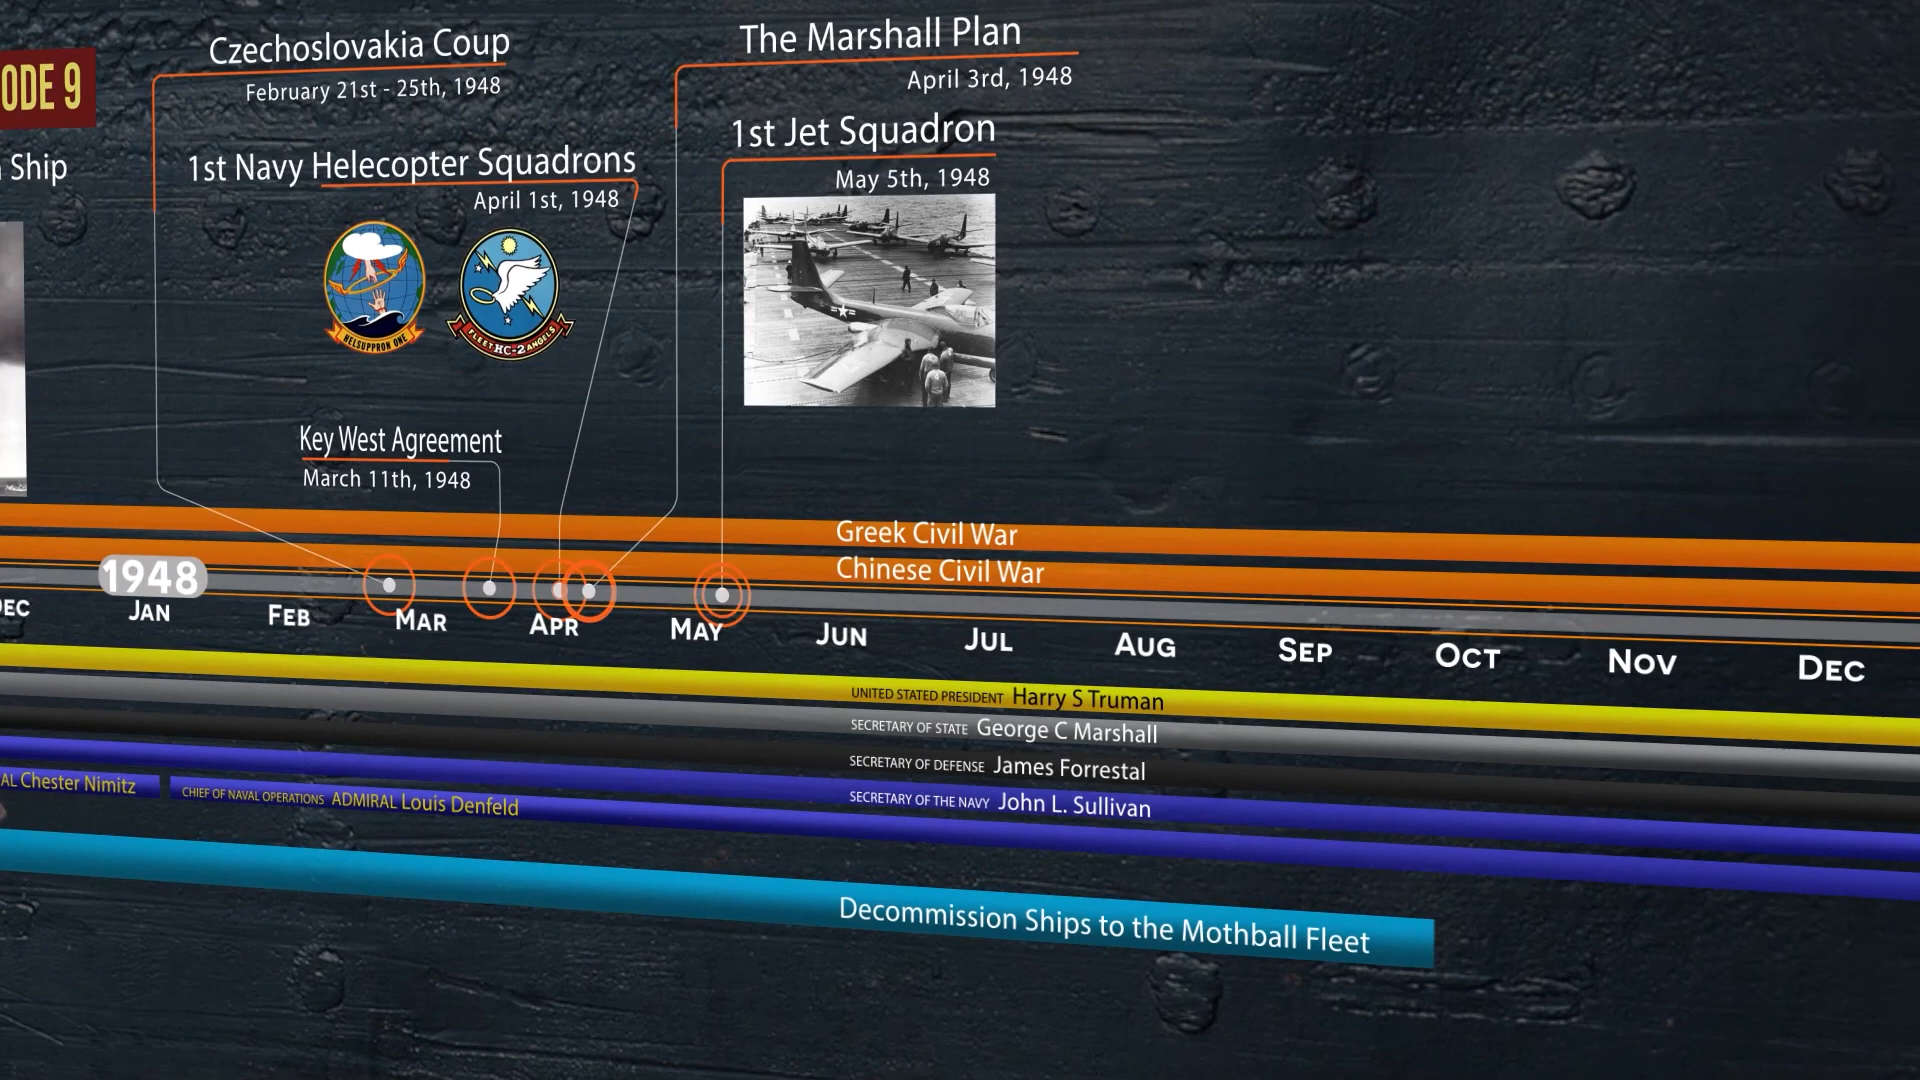 ODE 9
Ship
Czechoslovakia Coup
February 21st - 25th, 1948
1st Navy Helecopter Squadrons
April 1st, 1948
HELSUPPRON ONE
FLEET HC-2 ANGELS
Key West Agreement
March 11th, 1948
The Marshall Plan
April 3rd, 1948
1st Jet Squadron
May 5th, 1948
Greek Civil War
Chinese Civil War
1948
EC JAN FEB MAR APR MAY JUN JUL AUG SEP OCT NOV DEC
UNITED STATED PRESIDENT Harry S Truman
SECRETARY OF STATE George C Marshall
SECRETARY OF DEFENSE James Forrestal
SECRETARY OF THE NAVY John L. Sullivan
AL Chester Nimitz
CHIEF OF NAVAL OPERATIONS ADMIRAL Louis Denfeld
Decommission Ships to the Mothball Fleet